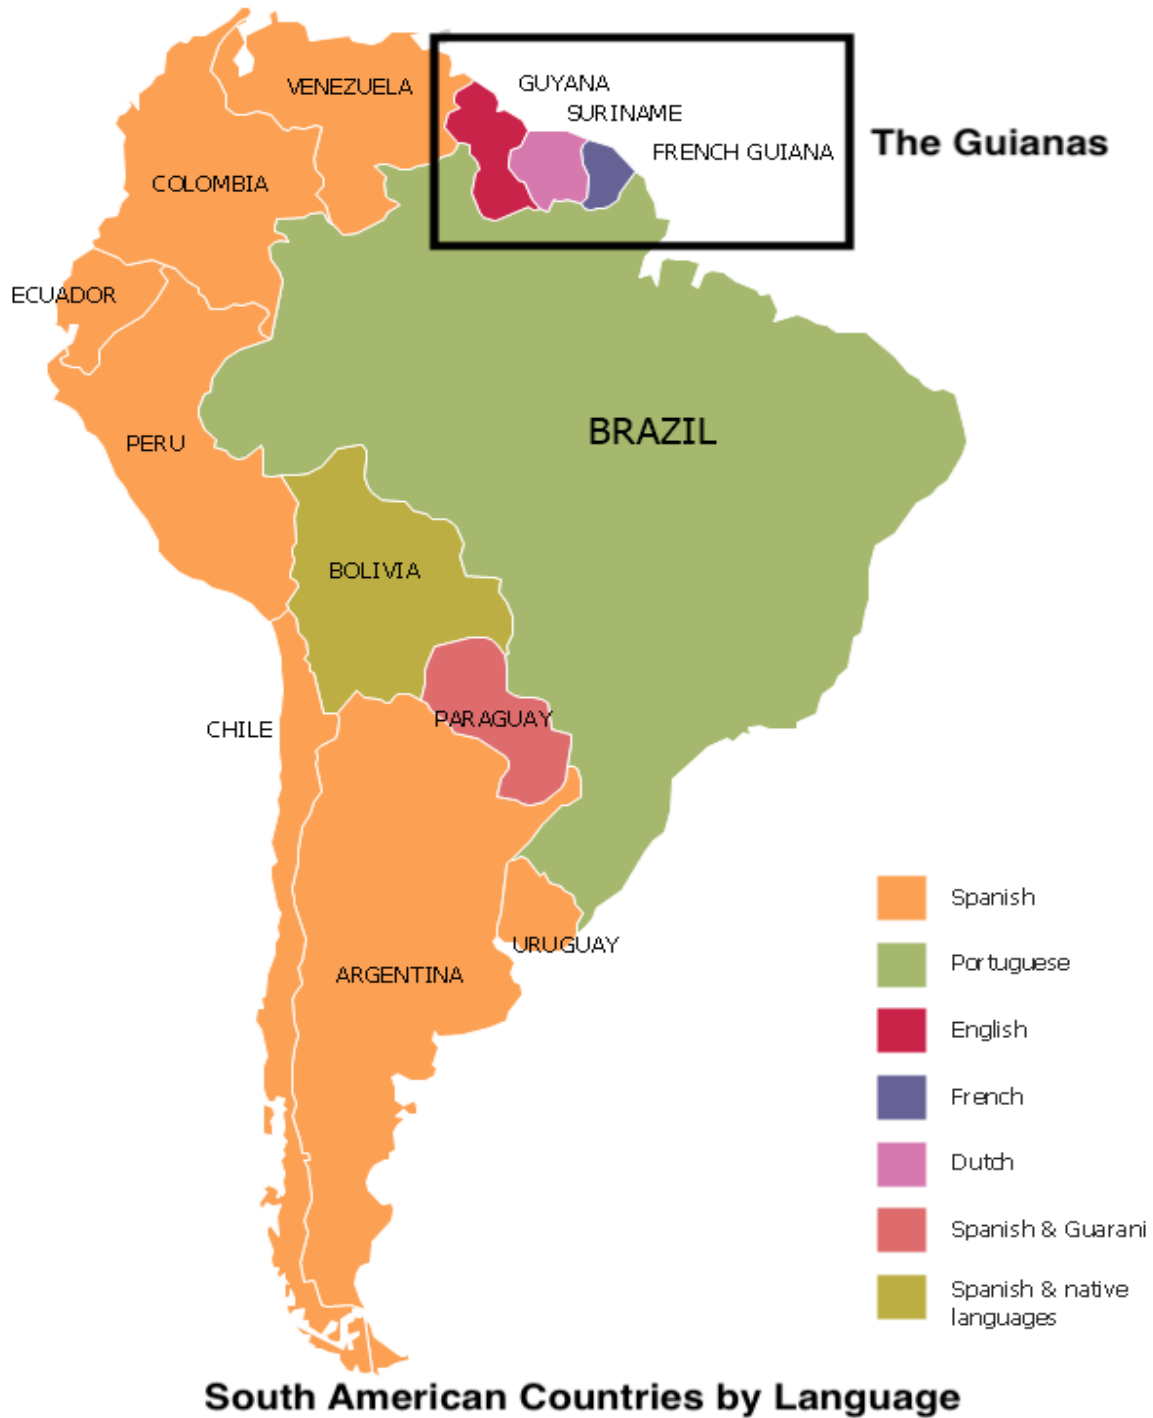 VENEZUELA
GUYANA
SURINAME
FRENCH GUIANA
The Guianas
COLOMBIA
ECUADOR
BRAZIL
PERU
BOLIVIA
PARAGUAY
CHILE
URUGUAY
ARGENTINA
Spanish
Portuguese
English
French
Dutch
Spanish & Guarani
Spanish & native
languages
South American Countries by Language